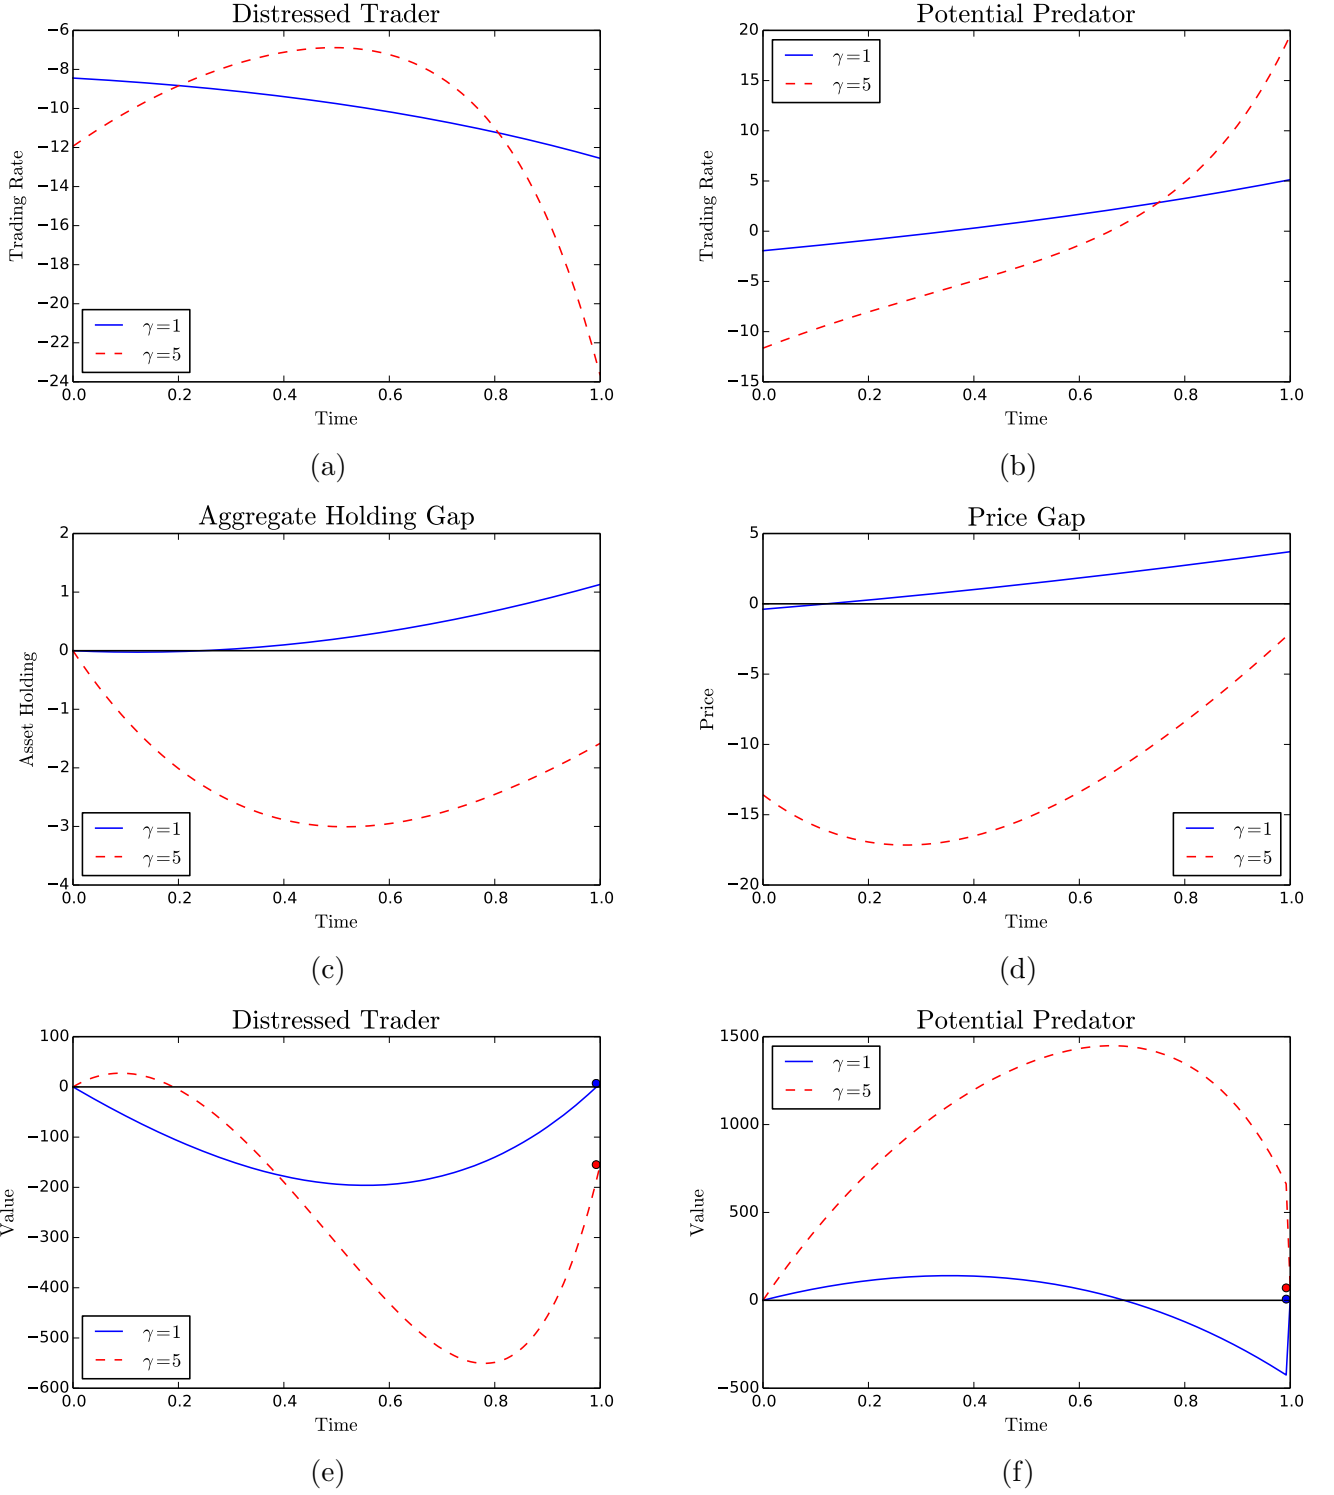 Distressed Trader
−6
−8
−10
−12
−14
−16
−18
−20
−22
−24
Trading Rate
γ=1
γ=5
0.0 0.2 0.4 0.6 0.8 1.0
Time
(a)
Potential Predator
20
15
10
5
0
−5
−10
−15
Trading Rate
γ=1
γ=5
0.0 0.2 0.4 0.6 0.8 1.0
Time
(b)
Aggregate Holding Gap
2
1
0
−1
−2
−3
−4
Asset Holding
γ=1
γ=5
0.0 0.2 0.4 0.6 0.8 1.0
Time
(c)
Price Gap
5
0
−5
−10
−15
−20
Price
γ=1
γ=5
0.0 0.2 0.4 0.6 0.8 1.0
Time
(d)
Distressed Trader
100
0
−100
−200
−300
−400
−500
−600
Value
γ=1
γ=5
0.0 0.2 0.4 0.6 0.8 1.0
Time
(e)
Potential Predator
1500
1000
500
0
−500
Value
γ=1
γ=5
0.0 0.2 0.4 0.6 0.8 1.0
Time
(f)